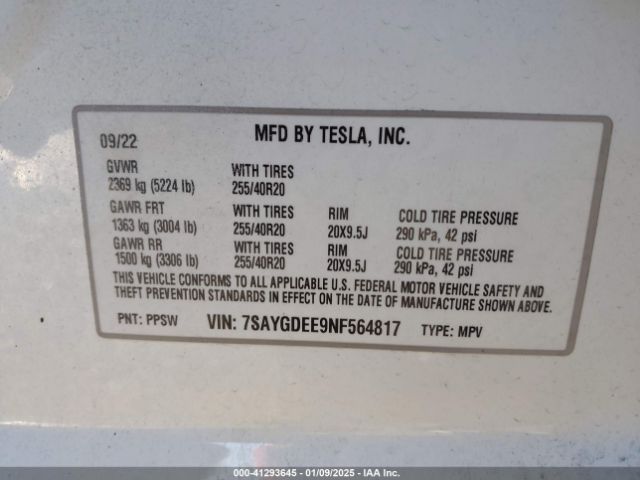 09/22 MFD BY TESLA, INC.
GVWR WITH TIRES
2369 kg (5224 lb) 255/40R20
GAWR FRT WITH TIRES RIM COLD TIRE PRESSURE
1363 kg (3004 lb) 255/40R20 20X9.5J 290 kPa, 42 psi
GAWR RR WITH TIRES RIM COLD TIRE PRESSURE
1500 kg (3306 lb) 255/40R20 20X9.5J 290 kPa, 42 psi
THIS VEHICLE CONFORMS TO ALL APPLICABLE U.S. FEDERAL MOTOR VEHICLE SAFETY AND
THEFT PREVENTION STANDARDS IN EFFECT ON THE DATE OF MANUFACTURE SHOWN ABOVE.
PNT: PPSW VIN: 7SAYGDEE9NF564817 TYPE: MPV
000-41293645 - 01/09/2025 - IAA Inc.